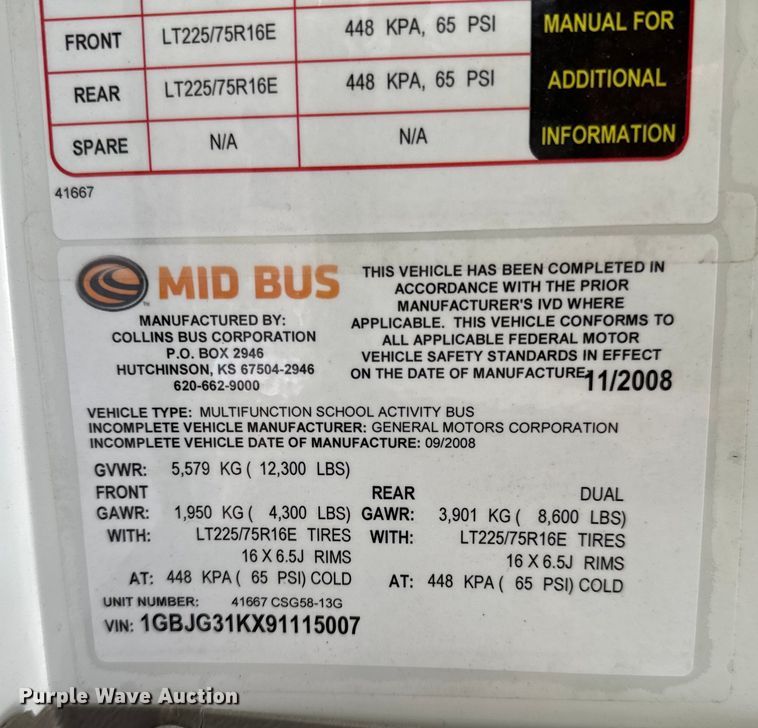 FRONT LT225/75R16E 448 KPA, 65 PSI MANUAL FOR
REAR LT225/75R16E 448 KPA, 65 PSI ADDITIONAL
SPARE N/A N/A INFORMATION
41667
MID BUS
TM
MANUFACTURED BY:
COLLINS BUS CORPORATION
P.O. BOX 2946
HUTCHINSON, KS 67504-2946
620-662-9000
THIS VEHICLE HAS BEEN COMPLETED IN
ACCORDANCE WITH THE PRIOR
MANUFACTURER'S IVD WHERE
APPLICABLE. THIS VEHICLE CONFORMS TO
ALL APPLICABLE FEDERAL MOTOR
VEHICLE SAFETY STANDARDS IN EFFECT
ON THE DATE OF MANUFACTURE 11/2008
VEHICLE TYPE: MULTIFUNCTION SCHOOL ACTIVITY BUS
INCOMPLETE VEHICLE MANUFACTURER: GENERAL MOTORS CORPORATION
INCOMPLETE VEHICLE DATE OF MANUFACTURE: 09/2008
GVWR: 5,579 KG ( 12,300 LBS)
FRONT REAR DUAL
GAWR: 1,950 KG ( 4,300 LBS) GAWR: 3,901 KG ( 8,600 LBS)
WITH: LT225/75R16E TIRES WITH: LT225/75R16E TIRES
16 X 6.5J RIMS 16 X 6.5J RIMS
AT: 448 KPA ( 65 PSI) COLD AT: 448 KPA ( 65 PSI) COLD
UNIT NUMBER: 41667 CSG58-13G
VIN: 1GBJG31KX91115007
Purple Wave Auction